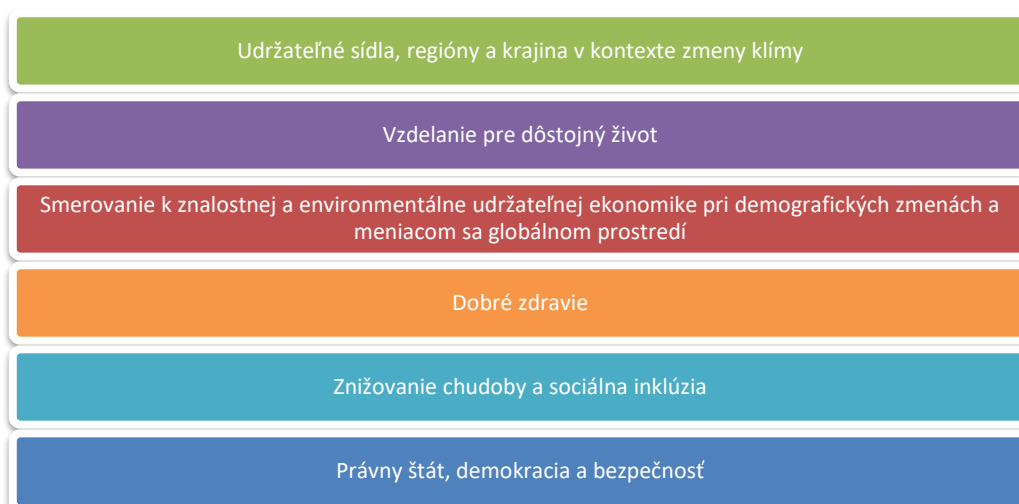 Udržateľné sídla, regióny a krajina v kontexte zmeny klímy
Vzdelanie pre dôstojný život
Smerovanie k znalostnej a environmentálne udržateľnej ekonomike pri demografických zmenách a
meniacom sa globálnom prostredí
Dobré zdravie
Znižovanie chudoby a sociálna inklúzia
Právny štát, demokracia a bezpečnosť